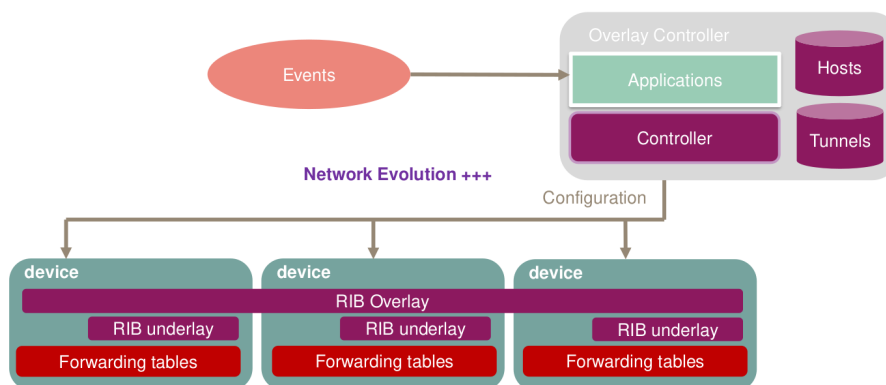 Overlay Controller
Events
Applications
Hosts
Controller
Tunnels
Network Evolution +++
Configuration
device
device
device
RIB Overlay
RIB underlay
RIB underlay
RIB underlay
Forwarding tables
Forwarding tables
Forwarding tables